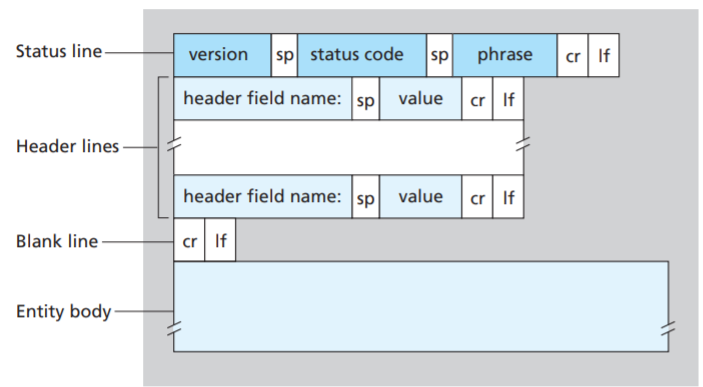 Status line version sp status code sp phrase cr lf
header field name: sp value cr lf
Header lines
header field name: sp value cr lf
Blank line cr lf
Entity body